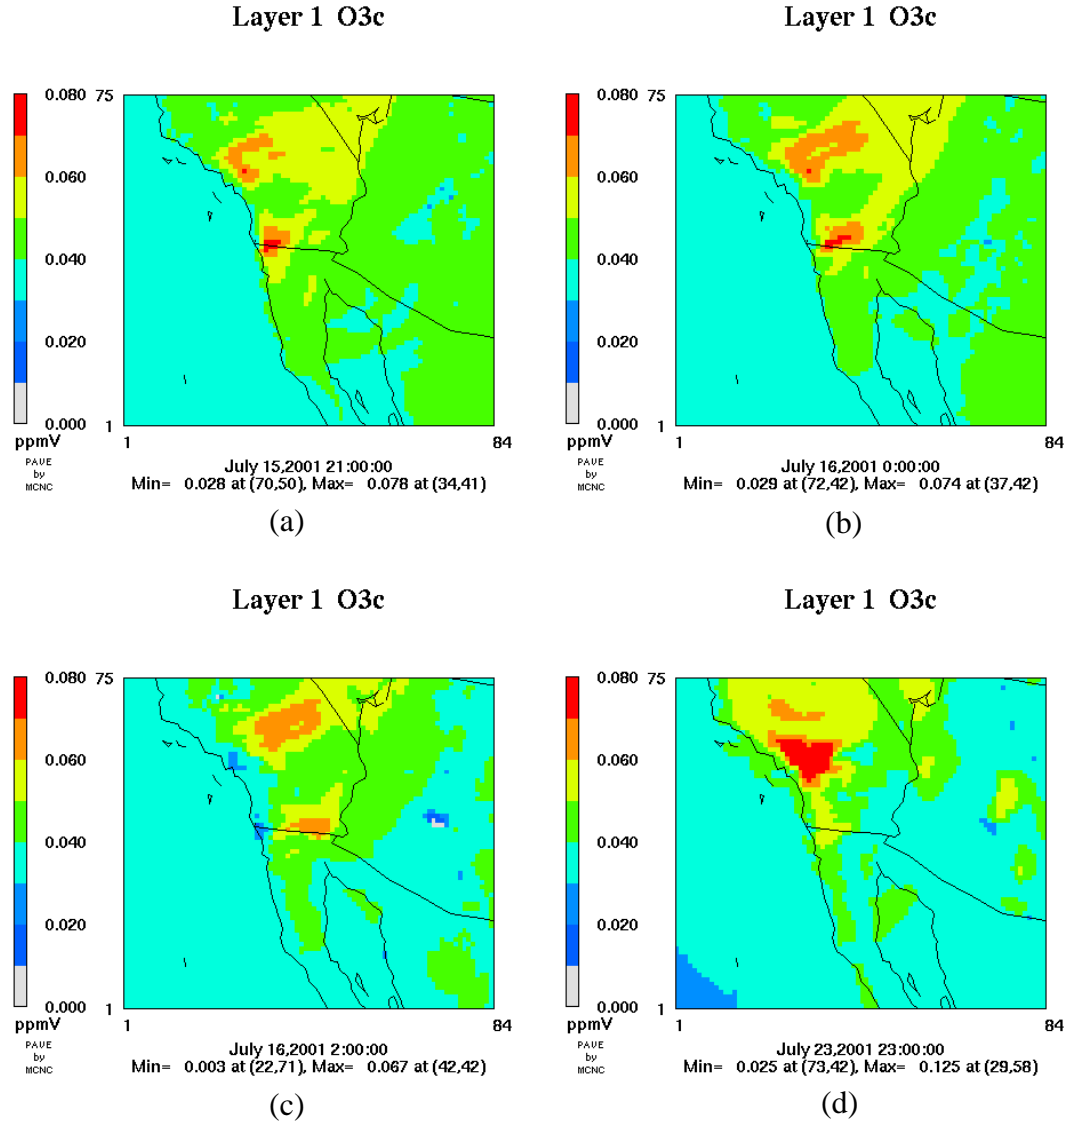 Layer 1 O3c
0.080
0.060
0.040
0.020
0.000
ppmV
PAVE
by
MCNC
75
1
1
84
July 15,2001 21:00:00
Min= 0.028 at (70,50), Max= 0.078 at (34,41)
(a)
Layer 1 O3c
0.080
0.060
0.040
0.020
0.000
ppmV
PAVE
by
MCNC
75
1
1
84
July 16,2001 0:00:00
Min= 0.029 at (72,42), Max= 0.074 at (37,42)
(b)
Layer 1 O3c
0.080
0.060
0.040
0.020
0.000
ppmV
PAVE
by
MCNC
75
1
1
84
July 16,2001 2:00:00
Min= 0.003 at (22,71), Max= 0.067 at (42,42)
(c)
Layer 1 O3c
0.080
0.060
0.040
0.020
0.000
ppmV
PAVE
by
MCNC
75
1
1
84
July 23,2001 23:00:00
Min= 0.025 at (73,42), Max= 0.125 at (29,58)
(d)